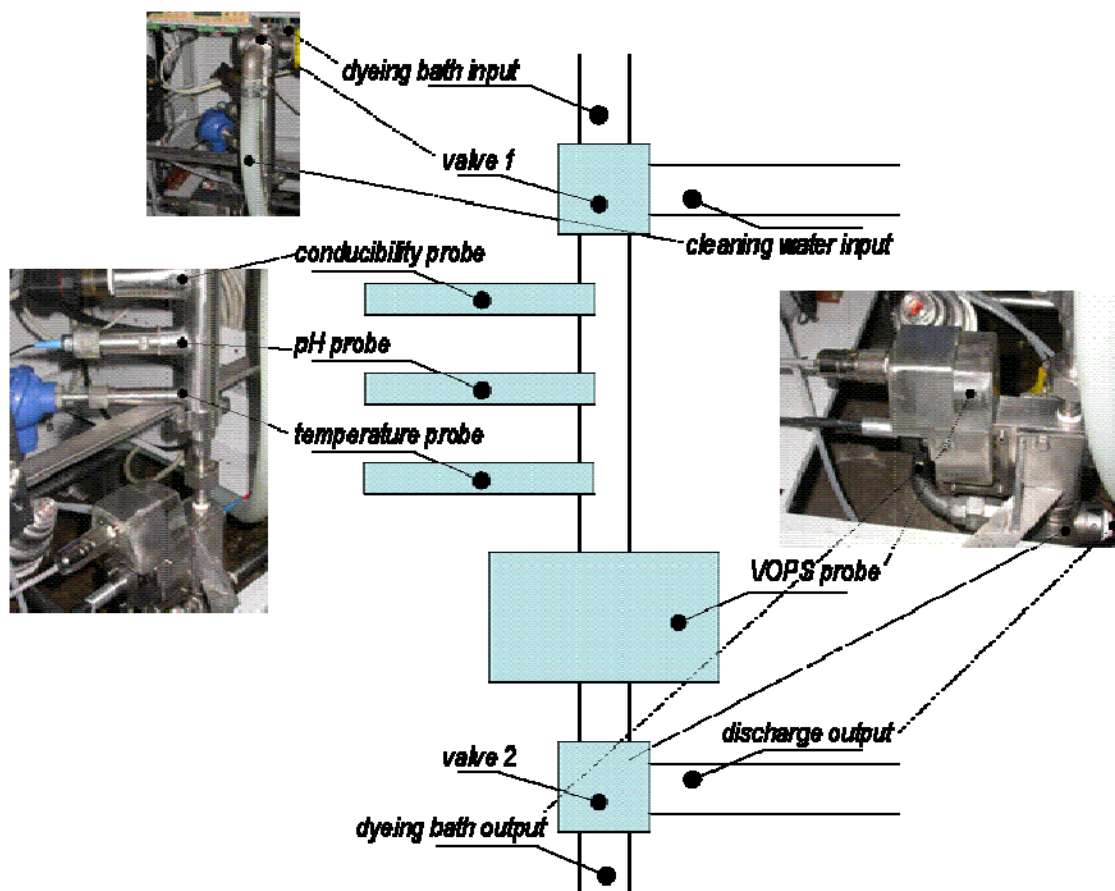 dyeing bath input
valve 1
cleaning water input
conducibility probe
pH probe
temperature probe
VOPS probe
discharge output
valve 2
dyeing bath output